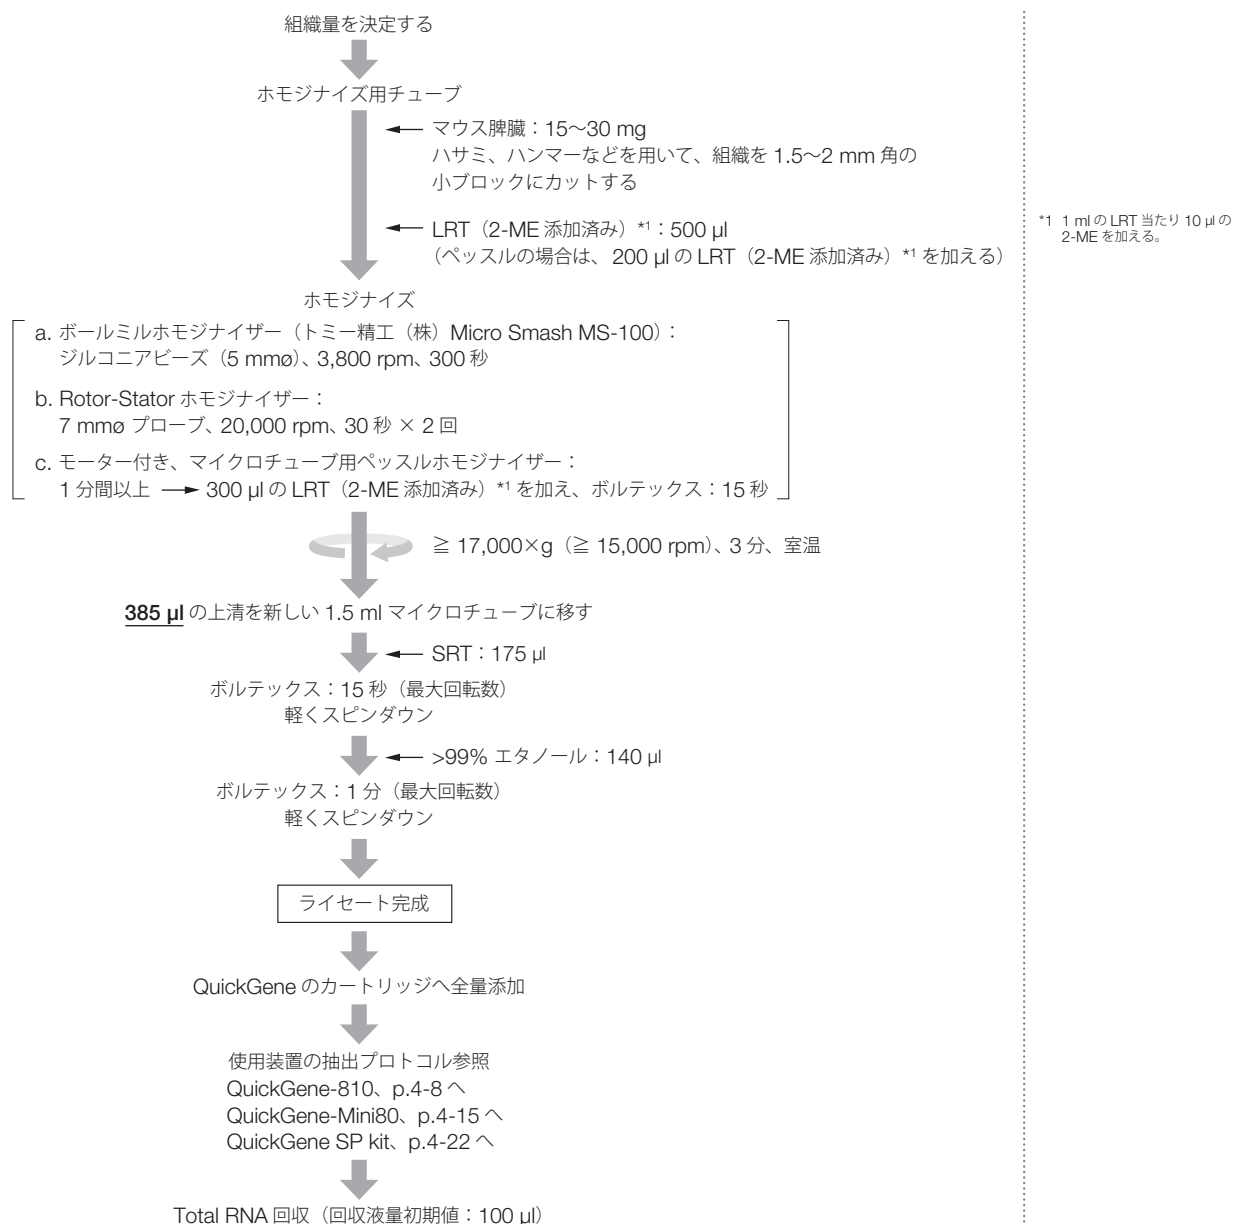 組織量を決定する
ホモジナイズ用チューブ
マウス脾臓：15～30 mg
ハサミ、ハンマーなどを用いて、組織を 1.5～2 mm 角の
小ブロックにカットする
LRT（2-ME 添加済み）*1：500 µl
（ペッスルの場合は、200 µl の LRT（2-ME 添加済み）*1 を加える）
*1 1 ml の LRT 当たり 10 µl の
2-ME を加える。
ホモジナイズ
a. ボールミルホモジナイザー（トミー精工（株）Micro Smash MS-100）：
ジルコニアビーズ（5 mmø）、3,800 rpm、300 秒
b. Rotor-Stator ホモジナイザー：
7 mmø プローブ、20,000 rpm、30 秒 × 2 回
c. モーター付き、マイクロチューブ用ペッスルホモジナイザー：
1 分間以上 → 300 µl の LRT（2-ME 添加済み）*1 を加え、ボルテックス：15 秒
≧ 17,000×g（≧ 15,000 rpm）、3 分、室温
385 µl の上清を新しい 1.5 ml マイクロチューブに移す
SRT：175 µl
ボルテックス：15 秒（最大回転数）
軽くスピンダウン
>99% エタノール：140 µl
ボルテックス：1 分（最大回転数）
軽くスピンダウン
ライセート完成
QuickGene のカートリッジへ全量添加
使用装置の抽出プロトコル参照
QuickGene-810、p.4-8 へ
QuickGene-Mini80、p.4-15 へ
QuickGene SP kit、p.4-22 へ
Total RNA 回収（回収液量初期値：100 µl）